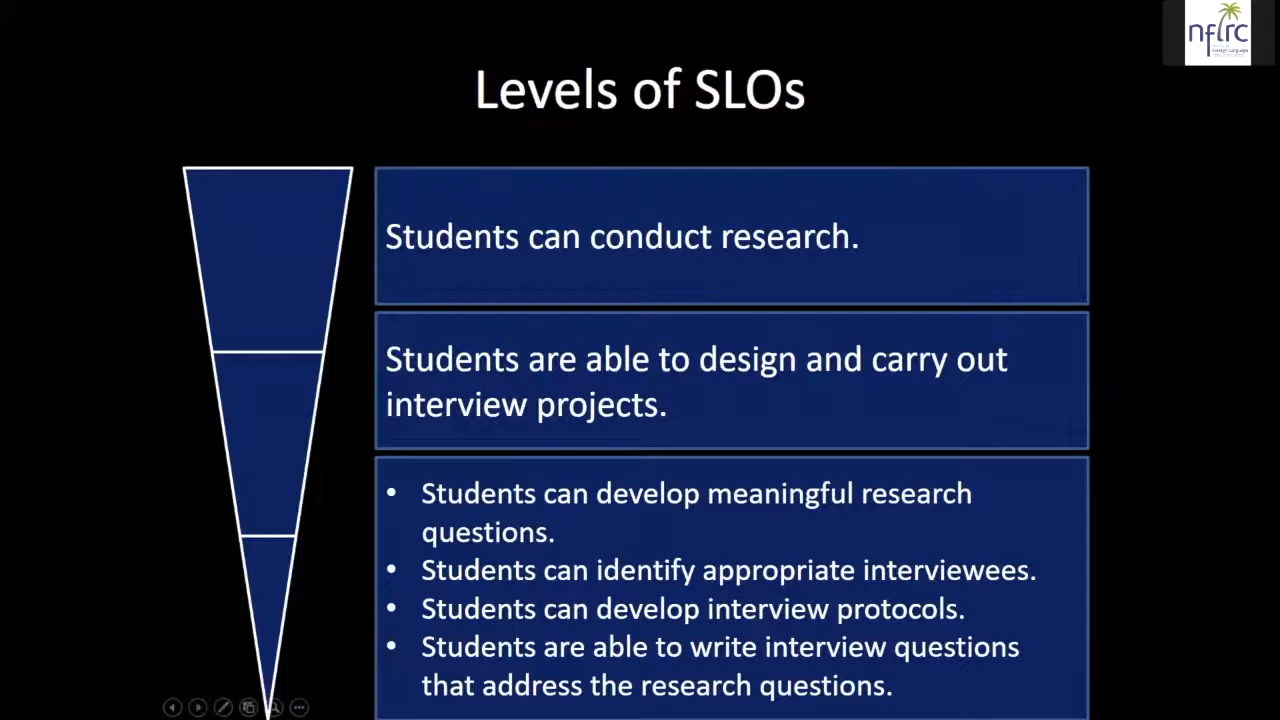 nflrc
Foreign Language
Levels of SLOs
Students can conduct research.
Students are able to design and carry out
interview projects.
• Students can develop meaningful research
questions.
• Students can identify appropriate interviewees.
• Students can develop interview protocols.
• Students are able to write interview questions
that address the research questions.